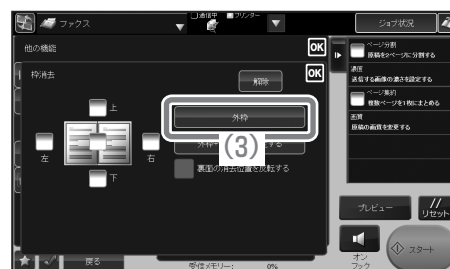 ファクス
通信中
プリンター
ジョブ状況
他の機能
OK
枠消去
解除
OK
外枠
(3)
裏面の消去位置を反転する
上
左
右
下
ページ分割
原稿を2ページに分割する
濃度
送信する画像の濃さを設定する
ページ集約
複数ページを1枚にまとめる
画質
原稿の画質を変更する
プレビュー
リセット
オン
フック
スタート
戻る
受信メモリー: 0%